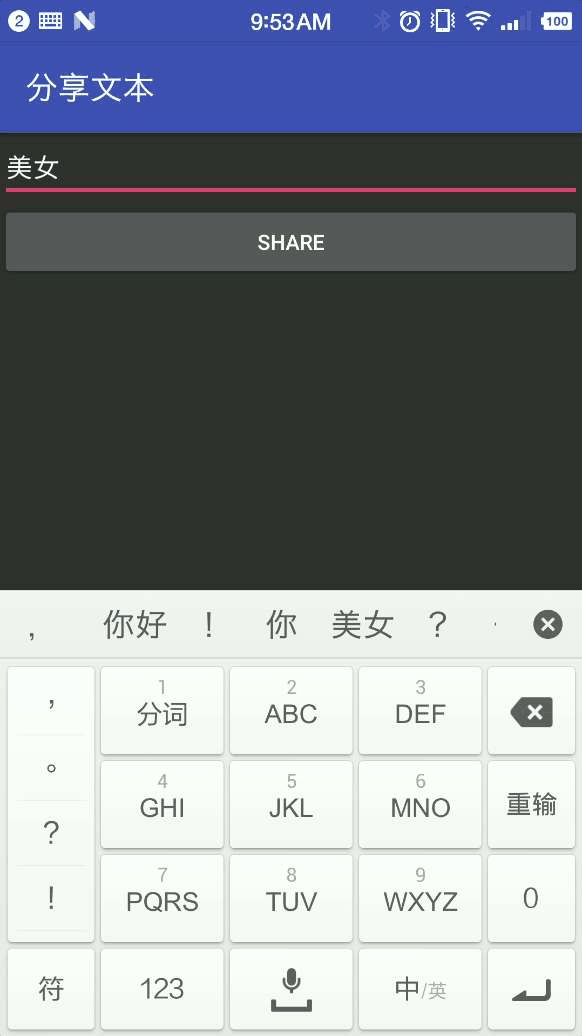 2 9:53AM 100
分享文本
美女
SHARE
, 你好 ! 你 美女 ?
, 1 分词 2 ABC 3 DEF
。 4 GHI 5 JKL 6 MNO 重输
?
! 7 PQRS 8 TUV 9 WXYZ 0
符 123 中/英